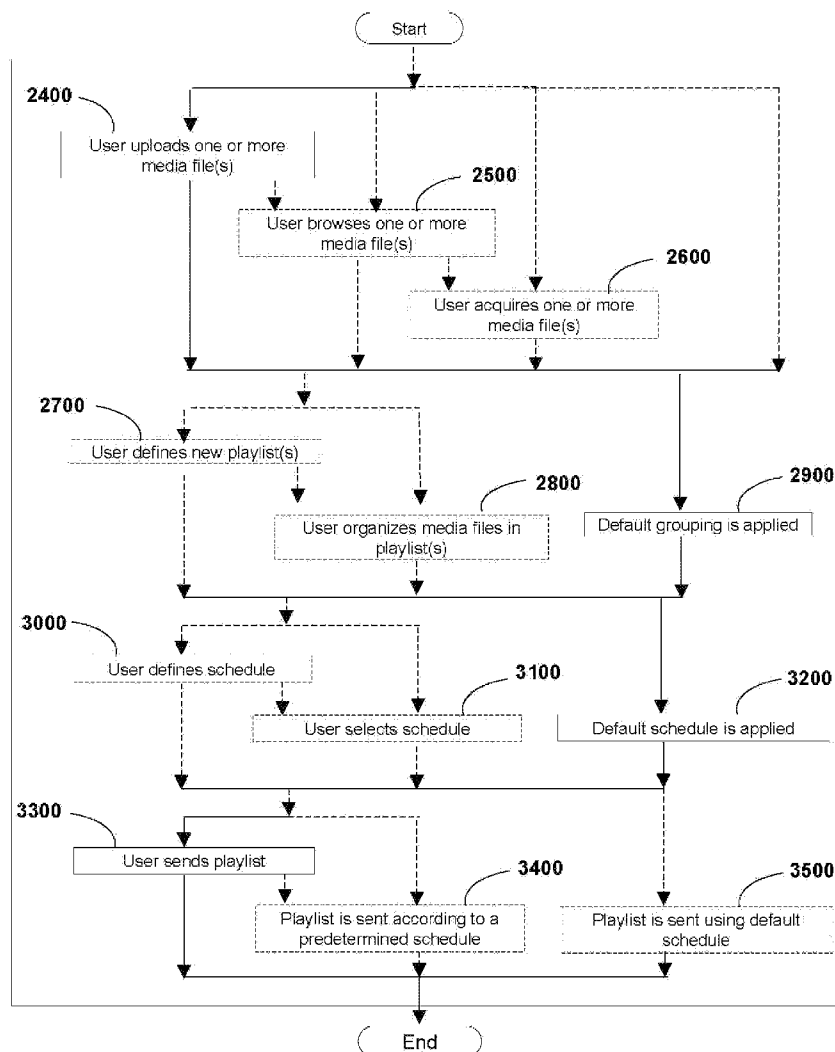 Start
2400
User uploads one or more
media file(s)
2500
User browses one or more
media file(s)
2600
User acquires one or more
media file(s)
2700
User defines new playlist(s)
2800
User organizes media files in
playlist(s)
2900
Default grouping is applied
3000
User defines schedule
3100
User selects schedule
3200
Default schedule is applied
3300
User sends playlist
3400
Playlist is sent according to a
predetermined schedule
3500
Playlist is sent using default
schedule
End